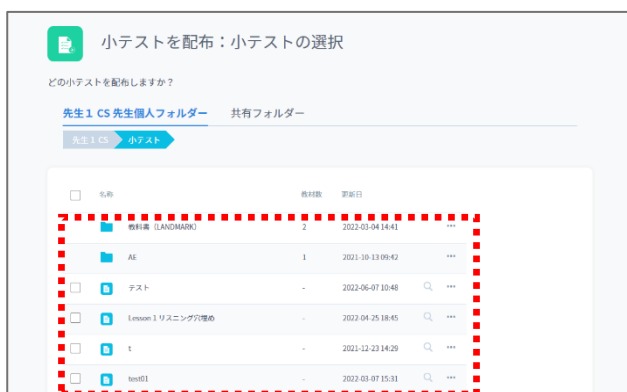 小テストを配布：小テストの選択
どの小テストを配布しますか？
先生１ CS 先生個人フォルダー 共有フォルダー
先生１ CS 小テスト
名称 教材数 更新日
教科書（LANDMARK） 2 2022-03-04 14:41
AE 1 2021-10-13 09:42
テスト - 2022-06-07 10:48
Lesson 1 リスニング穴埋め - 2022-04-25 18:45
t - 2021-12-23 14:29
test01 - 2022-03-07 15:31